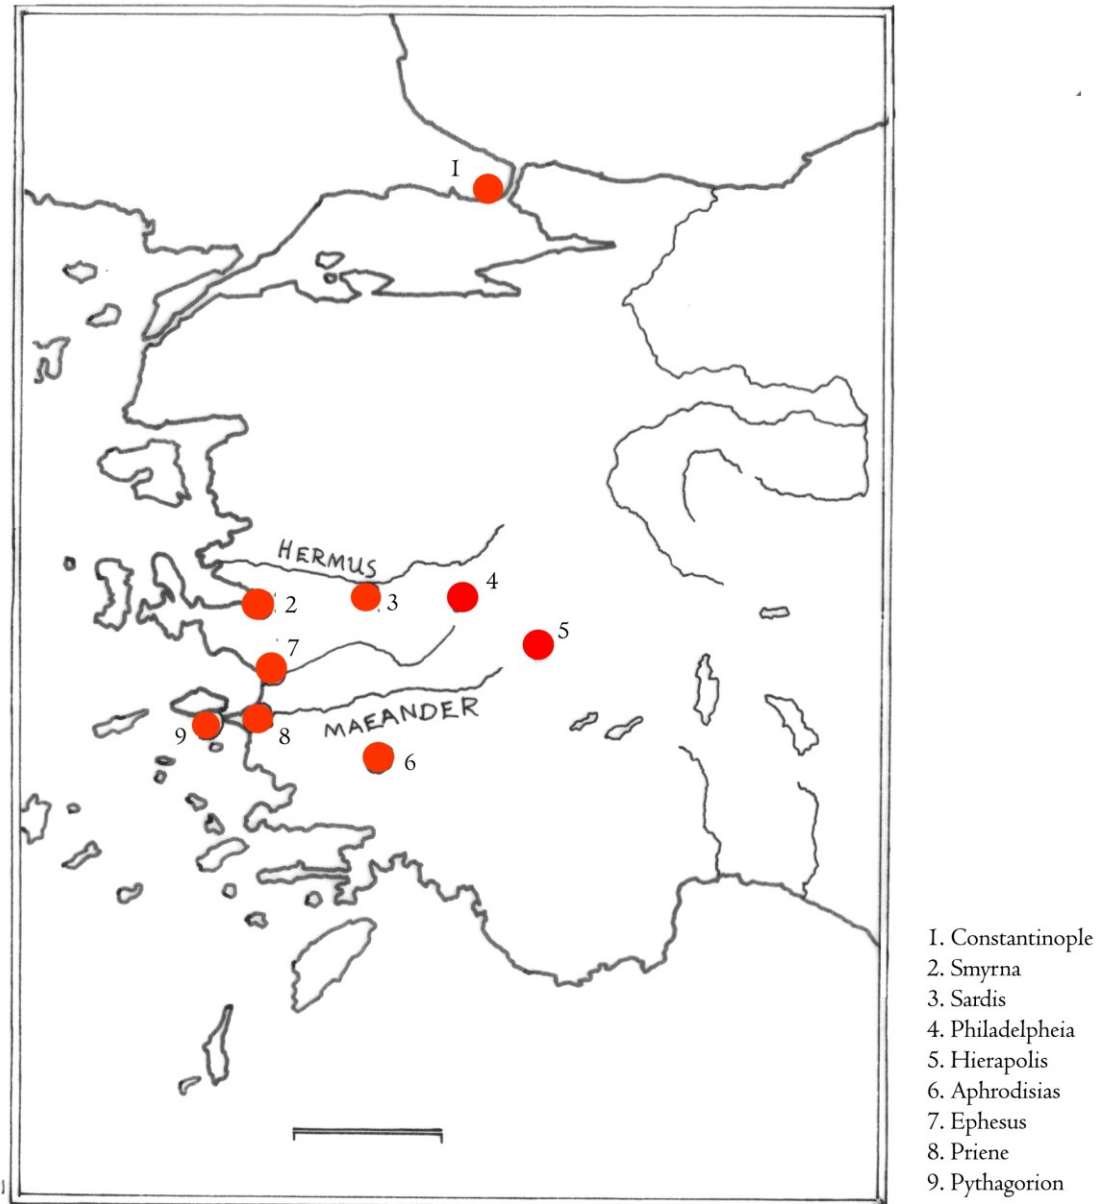 I
HERMUS
4
2
3
5
7
MAEANDER
9
8
6
I. Constantinople
2. Smyrna
3. Sardis
4. Philadelpheia
5. Hierapolis
6. Aphrodisias
7. Ephesus
8. Priene
9. Pythagorion